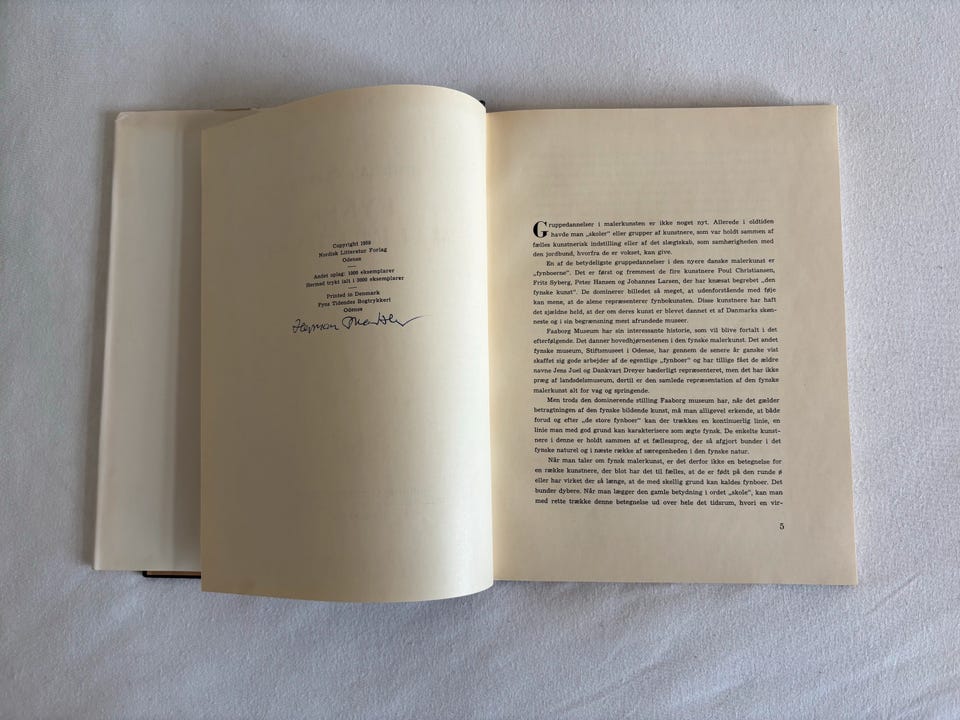 Copyright 1959
Nordisk Litteratur Forlag
Odense
Andet oplag: 1000 eksemplarer
Hermed trykt ialt i 3000 eksemplarer
Printed in Denmark
Fyns Tidendes Bogtrykkeri
Odense
Gruppedannelser i malerkunsten er ikke noget nyt. Allerede i oldtiden
havde man „skoler” eller grupper af kunstnere, som var holdt sammen af
fælles kunstnerisk indstilling eller af det slægtskab, som samhørigheden med
den jordbund, hvorfra de er vokset, kan give.
En af de betydeligste gruppedannelser i den nyere danske malerkunst er
„fynboerne”. Det er først og fremmest de fire kunstnere Poul Christiansen,
Fritz Syberg, Peter Hansen og Johannes Larsen, der har knæsat begrebet „den
fynske kunst”. De dominerer billedet så meget, at udenforstående med føje
kan mene, at de alene repræsenterer fynbokunsten. Disse kunstnere har haft
det sjældne held, at der om deres kunst er blevet dannet et af Danmarks skøn-
neste og i sin begrænsning mest afrundede museer.
Faaborg Museum har sin interessante historie, som vil blive fortalt i det
efterfølgende. Det danner hovedhjørnestenen i den fynske malerkunst. Det andet
fynske museum, Stiftsmuseet i Odense, har gennem de senere år ganske vist
skaffet sig gode arbejder af de egentlige „fynboer” og har tillige fået de ældre
navne Jens Juel og Dankvart Dreyer hæderligt repræsenteret, men det har ikke
præg af landsdelsmuseum, dertil er den samlede repræsentation af den fynske
malerkunst alt for vag og springende.
Men trods den dominerende stilling Faaborg museum har, når det gælder
betragtningen af den fynske bildende kunst, må man alligevel erkende, at både
forud og efter „de store fynboer” kan der trækkes en kontinuerlig linie, en
linie man med god grund kan karakterisere som ægte fynsk. De enkelte kunst-
nere i denne er holdt sammen af et fællessprog, der så afgjort bunder i det
fynske naturel og i næste række af særegenheden i den fynske natur.
Når man taler om fynsk malerkunst, er det derfor ikke en betegnelse for
en række kunstnere, der blot har det til fælles, at de er født på den runde ø
eller har virket der så længe, at de med skellig grund kan kaldes fynboer. Det
bunder dybere. Når man lægger den gamle betydning i ordet „skole”, kan man
med rette trække denne betegnelse ud over hele det tidsrum, hvori en vir-
5